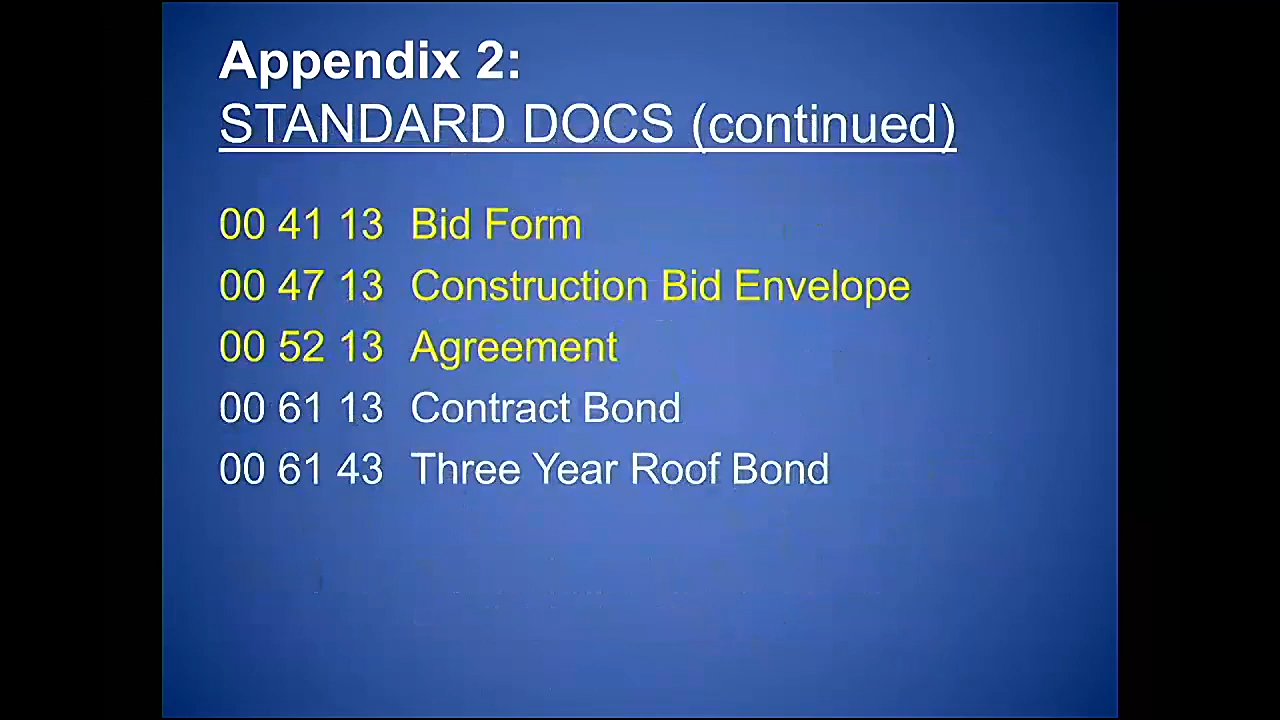 Appendix 2:
STANDARD DOCS (continued)
00 41 13 Bid Form
00 47 13 Construction Bid Envelope
00 52 13 Agreement
00 61 13 Contract Bond
00 61 43 Three Year Roof Bond